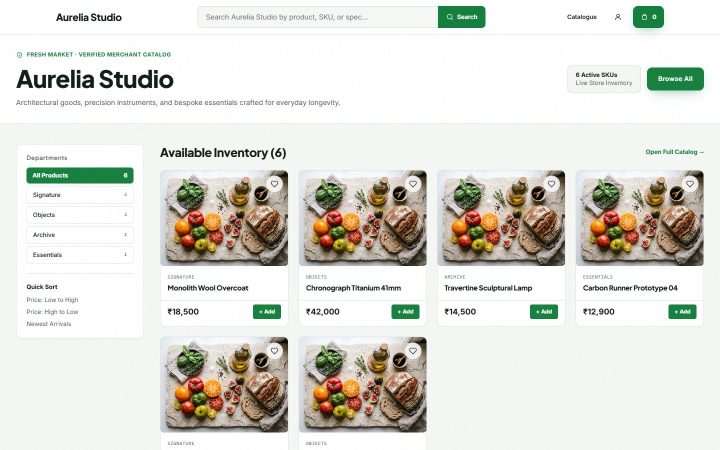 Aurelia Studio
Search Aurelia Studio by product, SKU, or spec...
Search
Catalogue
0
FRESH MARKET · VERIFIED MERCHANT CATALOG
Aurelia Studio
Architectural goods, precision instruments, and bespoke essentials crafted for everyday longevity.
6 Active SKUs
Live Store Inventory
Browse All
Departments
All Products 6
Signature 2
Objects 2
Archive 1
Essentials 1
Quick Sort
Price: Low to High
Price: High to Low
Newest Arrivals
Available Inventory (6)
Open Full Catalog →
SIGNATURE
Monolith Wool Overcoat
₹18,500
+ Add
OBJECTS
Chronograph Titanium 41mm
₹42,000
+ Add
ARCHIVE
Travertine Sculptural Lamp
₹14,500
+ Add
ESSENTIALS
Carbon Runner Prototype 04
₹12,900
+ Add
SIGNATURE
OBJECTS